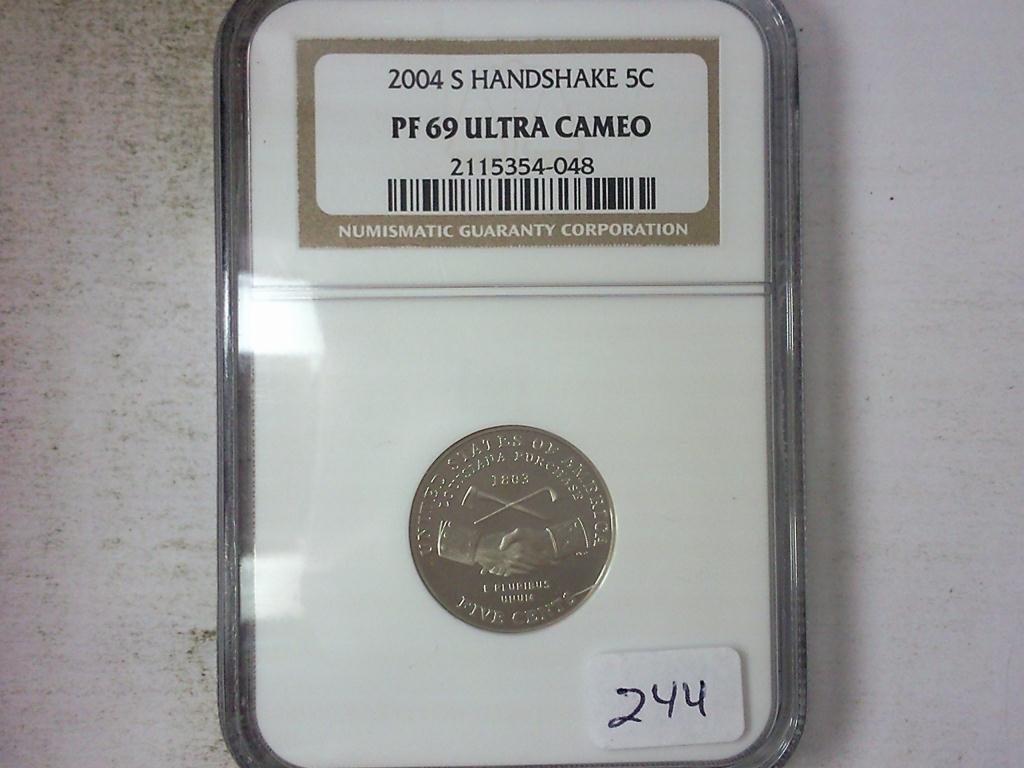 2004 S HANDSHAKE 5C
PF 69 ULTRA CAMEO
2115354-048
NUMISMATIC GUARANTY CORPORATION
UNITED STATES OF AMERICA
LOUISIANA PURCHASE
1803
E PLURIBUS
UNUM
FIVE CENTS
244